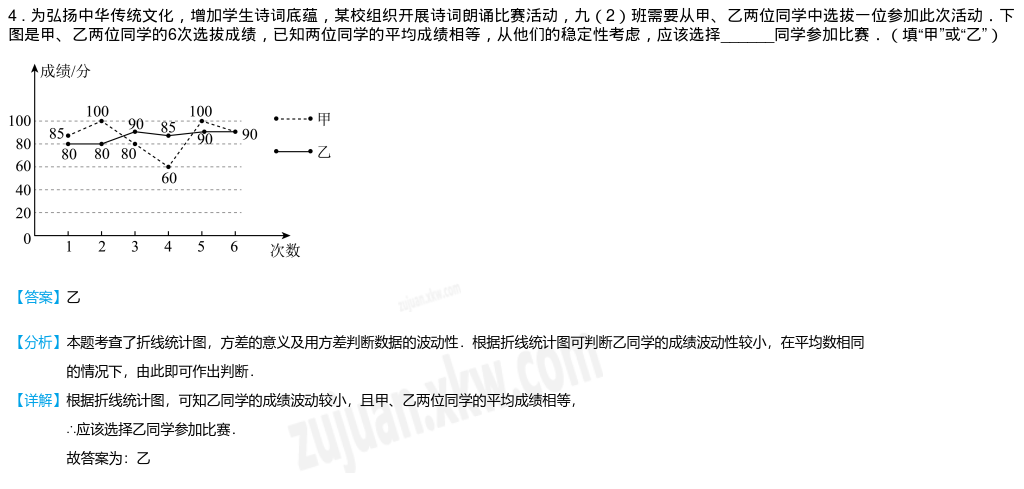 4．为弘扬中华传统文化，增加学生诗词底蕴，某校组织开展诗词朗诵比赛活动，九（2）班需要从甲、乙两位同学中选拔一位参加此次活动．下
图是甲、乙两位同学的6次选拔成绩，已知两位同学的平均成绩相等，从他们的稳定性考虑，应该选择______同学参加比赛．（填“甲”或“乙”）
成绩/分
100
80
60
40
20
0
85
100
80
60
100
90
80
80
90
85
90
1 2 3 4 5 6
次数
甲
乙
【答案】乙
【分析】本题考查了折线统计图，方差的意义及用方差判断数据的波动性．根据折线统计图可判断乙同学的成绩波动性较小，在平均数相同
的情况下，由此即可作出判断．
【详解】根据折线统计图，可知乙同学的成绩波动较小，且甲、乙两位同学的平均成绩相等，
∴应该选择乙同学参加比赛．
故答案为：乙
zujuan.xkw.com
zujuan.xkw.com